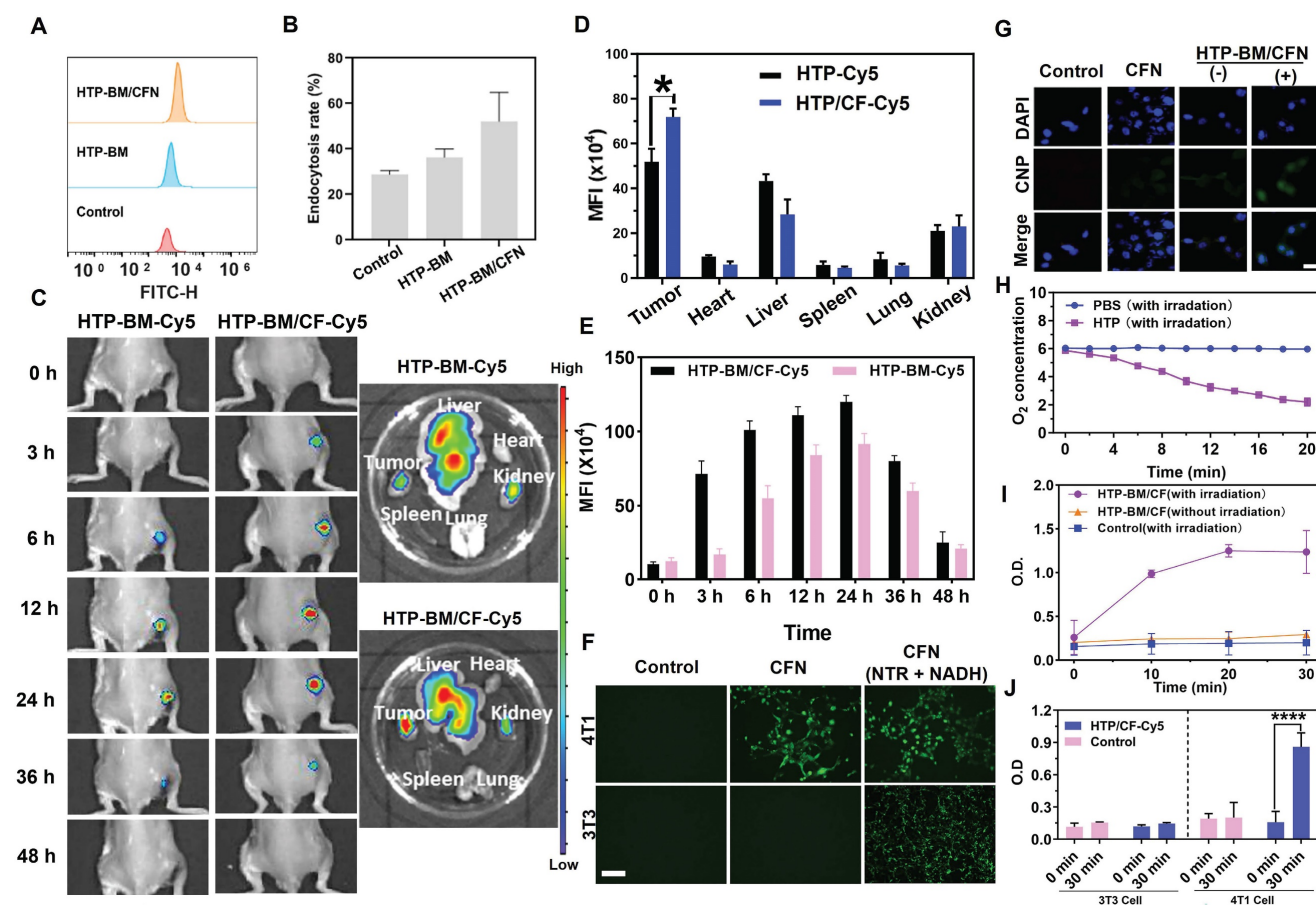 A
HTP-BM/CFN
HTP-BM
Control
10⁰ 10² 10⁴ 10⁶
FITC-H
B
Endocytosis rate (%)
80
60
40
20
0
Control
HTP-BM
HTP-BM/CFN
C
HTP-BM-Cy5 HTP-BM/CF-Cy5
0 h
3 h
6 h
12 h
24 h
36 h
48 h
HTP-BM-Cy5
Liver
Heart
Tumor
Kidney
Spleen Lung
HTP-BM/CF-Cy5
Liver Heart
Tumor Kidney
Spleen Lung
High
Low
D
MFI (x10⁴)
100
80
60
40
20
0
*
HTP-Cy5
HTP/CF-Cy5
Tumor
Heart
Liver
Spleen
Lung
Kidney
E
MFI (X10⁴)
150
100
50
0
HTP-BM/CF-Cy5 HTP-BM-Cy5
0 h 3 h 6 h 12 h 24 h 36 h 48 h
Time
F
Control CFN CFN
(NTR + NADH)
4T1
3T3
G
HTP-BM/CFN
Control CFN (-) (+)
DAPI
CNP
Merge
H
O₂ concentration
10
8
6
4
2
0
PBS (with irradiation)
HTP (with irradiation)
0 4 8 12 16 20
Time (min)
I
HTP-BM/CF(with irradiation)
HTP-BM/CF(without irradiation)
Control(with irradiation)
O.D.
2.0
1.5
1.0
0.5
0.0
0 10 20 30
Time (min)
J
O.D
1.2
0.9
0.6
0.3
0.0
HTP/CF-Cy5
Control
****
0 min
30 min
0 min
30 min
0 min
30 min
0 min
30 min
3T3 Cell 4T1 Cell